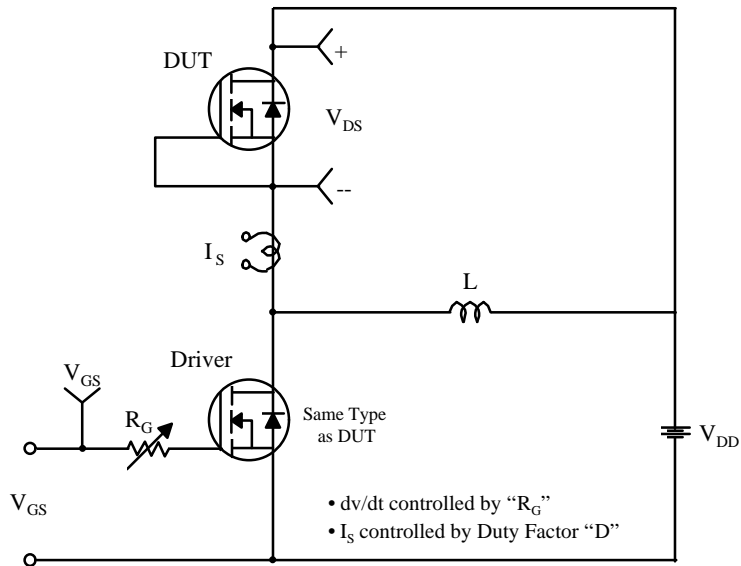 DUT
+
V_DS
--
I_S
L
Driver
V_GS
R_G
Same Type
as DUT
V_DD
V_GS
• dv/dt controlled by “R_G”
• I_S controlled by Duty Factor “D”